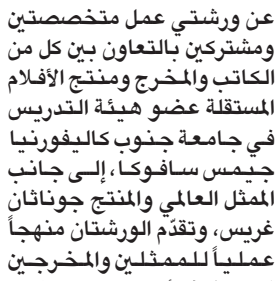 عن ورشتي عمل متخصصتين
ومشتركين بالتعاون بين كل من
الكاتب والمخرج ومنتج الأفلام
المستقلة عضو هيئة التدريس
في جامعة جنوب كاليفورنيا
جيمس سافوكا، إلى جانب
الممثل العالمي والمنتج جوناثان
غريس، وتقدّم الورشتان منهجاً
عملياً للممثلين والمخرجين